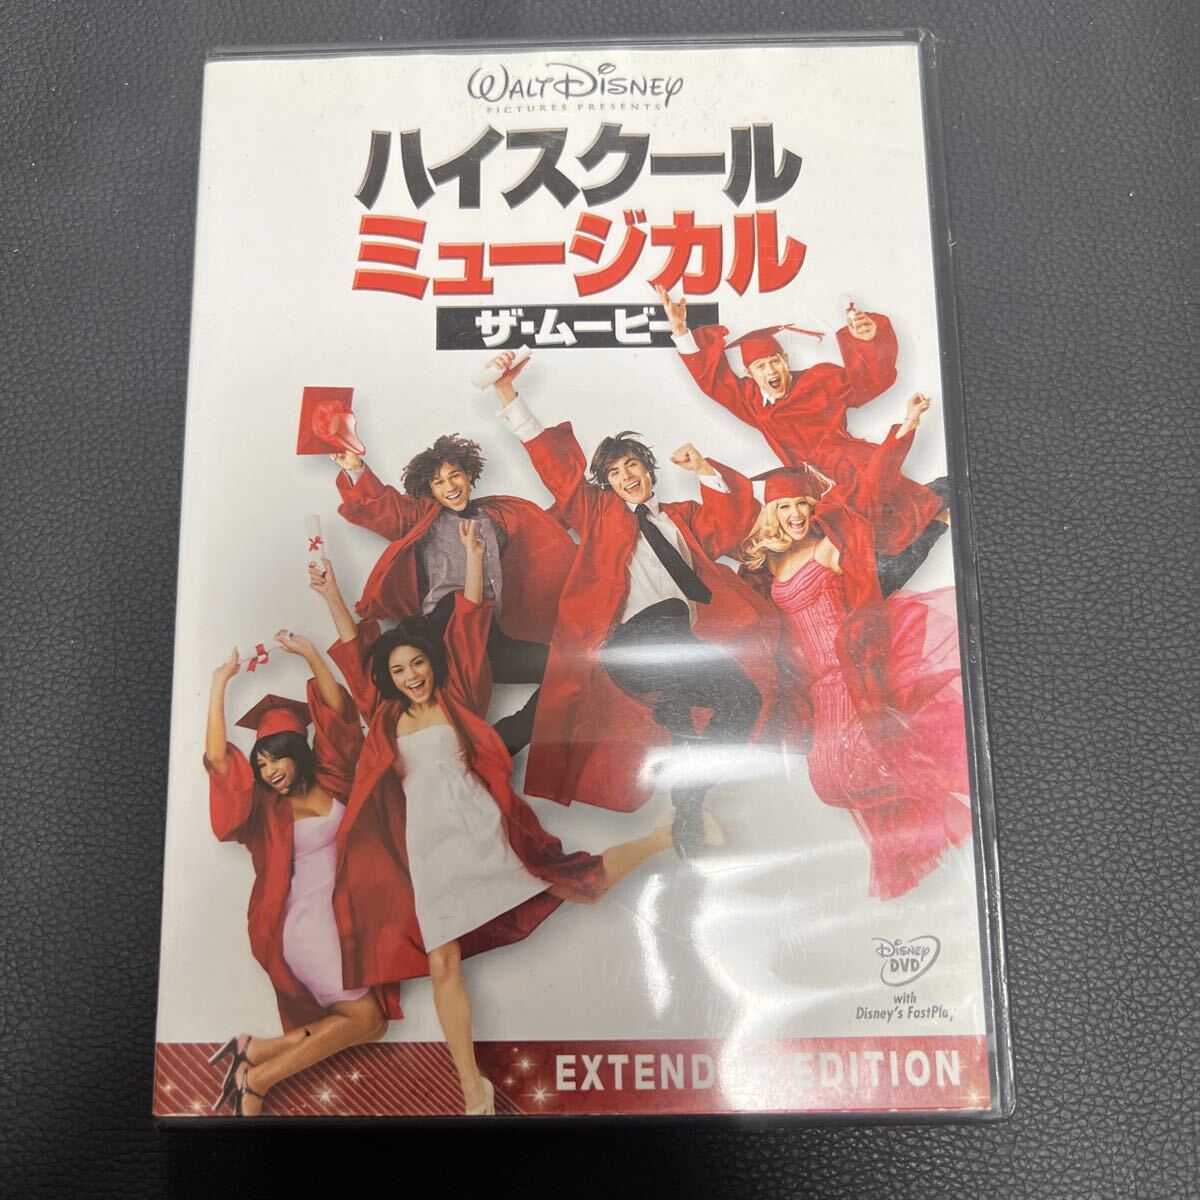 WALT DISNEY
PICTURES PRESENTS
ハイスクール
ミュージカル
ザ・ムービー
DISNEY
DVD
with
Disney's FastPlay
EXTEND EDITION